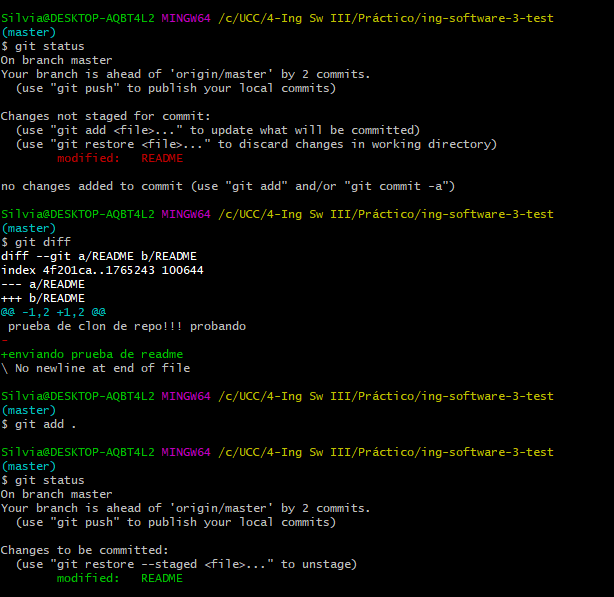 Silvia@DESKTOP-AQBT4L2 MINGW64 /c/UCC/4-Ing Sw III/Práctico/ing-software-3-test
(master)
$ git status
On branch master
Your branch is ahead of 'origin/master' by 2 commits.
  (use "git push" to publish your local commits)

Changes not staged for commit:
  (use "git add <file>..." to update what will be committed)
  (use "git restore <file>..." to discard changes in working directory)
        modified:   README

no changes added to commit (use "git add" and/or "git commit -a")

Silvia@DESKTOP-AQBT4L2 MINGW64 /c/UCC/4-Ing Sw III/Práctico/ing-software-3-test
(master)
$ git diff
diff --git a/README b/README
index 4f201ca..1765243 100644
--- a/README
+++ b/README
@@ -1,2 +1,2 @@
 prueba de clon de repo!!! probando
-
+enviando prueba de readme
\ No newline at end of file

Silvia@DESKTOP-AQBT4L2 MINGW64 /c/UCC/4-Ing Sw III/Práctico/ing-software-3-test
(master)
$ git add .

Silvia@DESKTOP-AQBT4L2 MINGW64 /c/UCC/4-Ing Sw III/Práctico/ing-software-3-test
(master)
$ git status
On branch master
Your branch is ahead of 'origin/master' by 2 commits.
  (use "git push" to publish your local commits)

Changes to be committed:
  (use "git restore --staged <file>..." to unstage)
        modified:   README